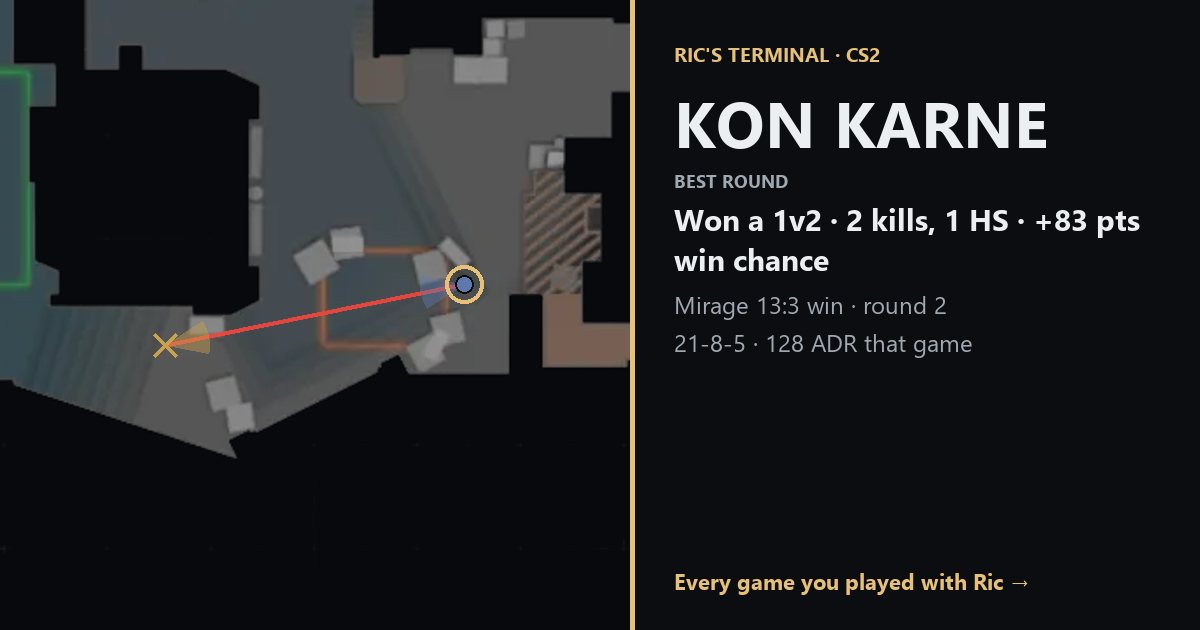 RIC'S TERMINAL · CS2
KON KARNE
BEST ROUND
Won a 1v2 · 2 kills, 1 HS · +83 pts
win chance
Mirage 13:3 win · round 2
21-8-5 · 128 ADR that game
Every game you played with Ric →